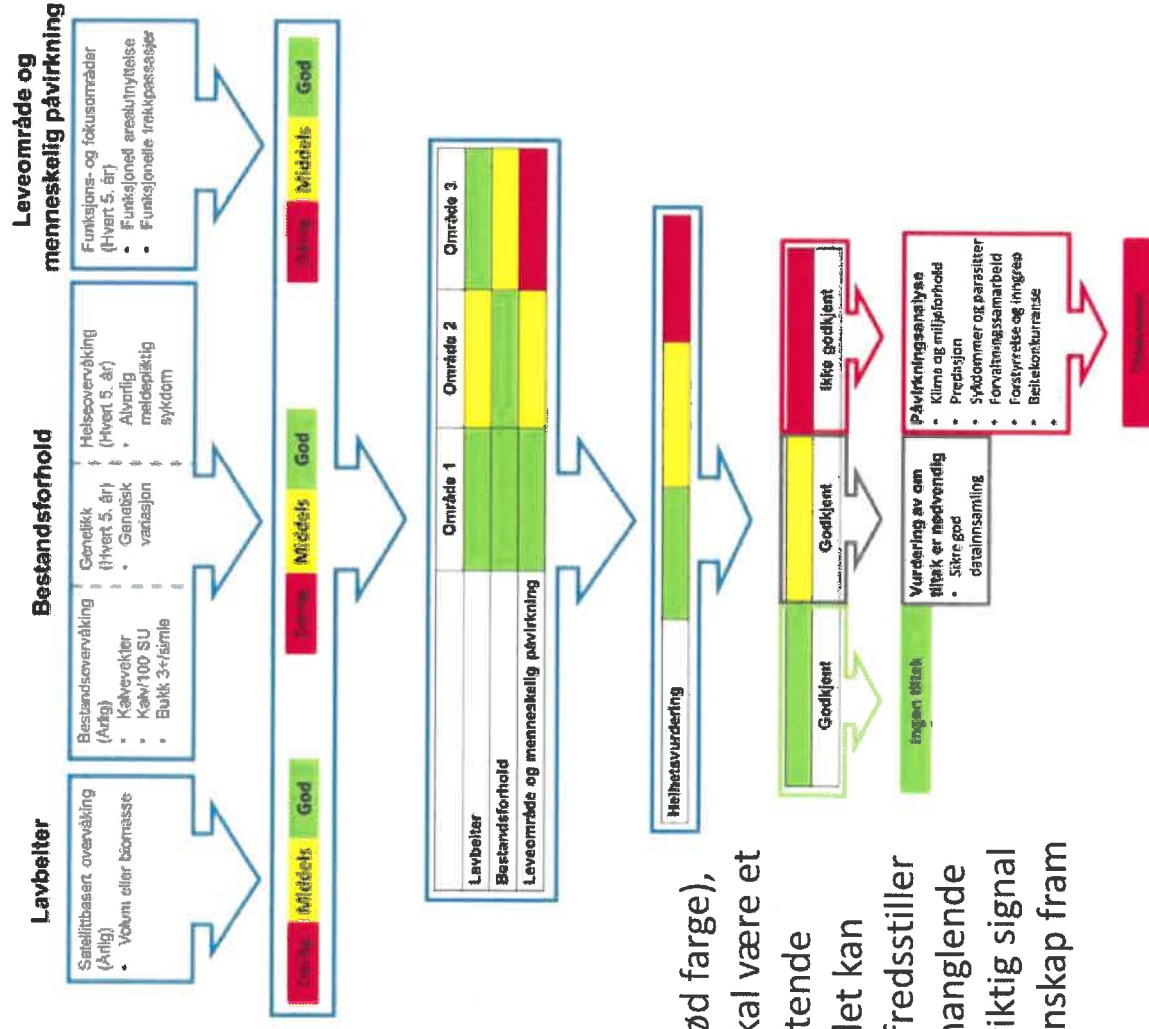 Lavbeiter
Bestandsforhold
Leveområde og
menneskelig påvirkning
Satellittbasert overvåking
(Årlig)
• Volum eller biomasse
Bestandsovervåking
(Årlig)
• Kalvevekter
• Kalv/100 SU
• Bukk 3+/simle
Genetikk
(Hvert 5. år)
• Genetisk
variasjon
Helseovervåking
(Hvert 5. år)
• Alvorlig
meldepliktig
sykdom
Funksjons- og fokusområder
(Hvert 5. år)
• Funksjonell arealutnyttelse
• Funksjonelle trekkpassasjer
Middels God
Middels God
Middels God
Område 1 Område 2 Område 3
Lavbeiter
Bestandsforhold
Leveområde og menneskelig påvirkning
Helhetsvurdering
Godkjent Godkjent Ikke godkjent
Ingen tiltak
Vurdering av om
tiltak er nødvendig
• Sikre god
datainnsamling
Påvirkningsanalyse
• Klima og miljøforhold
• Predasjon
• Sykdommer og parasitter
• Forvaltningssamarbeid
• Forstyrrelse og inngrep
• Beitekonkurranse
•
ød farge),
kal være et
tende
let kan
fredsstiller
nanglende
iktig signal
nskap fram